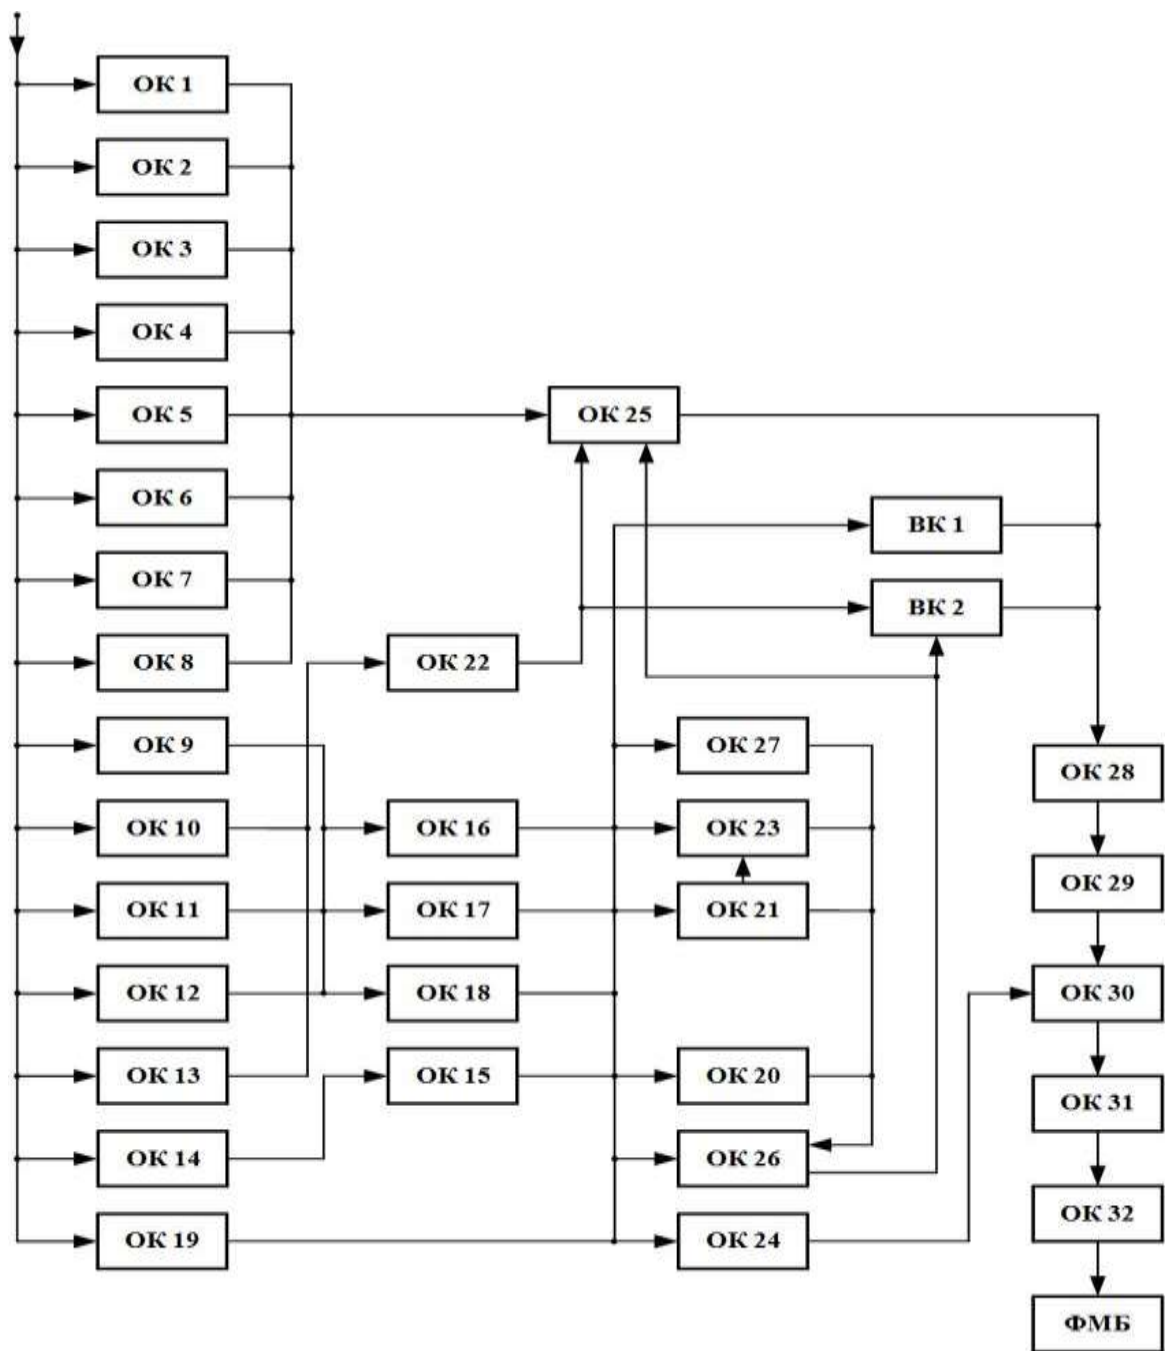 ОК 1
ОК 2
ОК 3
ОК 4
ОК 5
ОК 25
ОК 6
ВК 1
ОК 7
ВК 2
ОК 8
ОК 22
ОК 9
ОК 27
ОК 28
ОК 10
ОК 16
ОК 23
ОК 29
ОК 11
ОК 17
ОК 21
ОК 12
ОК 18
ОК 30
ОК 13
ОК 15
ОК 20
ОК 31
ОК 14
ОК 26
ОК 32
ОК 19
ОК 24
ФМБ